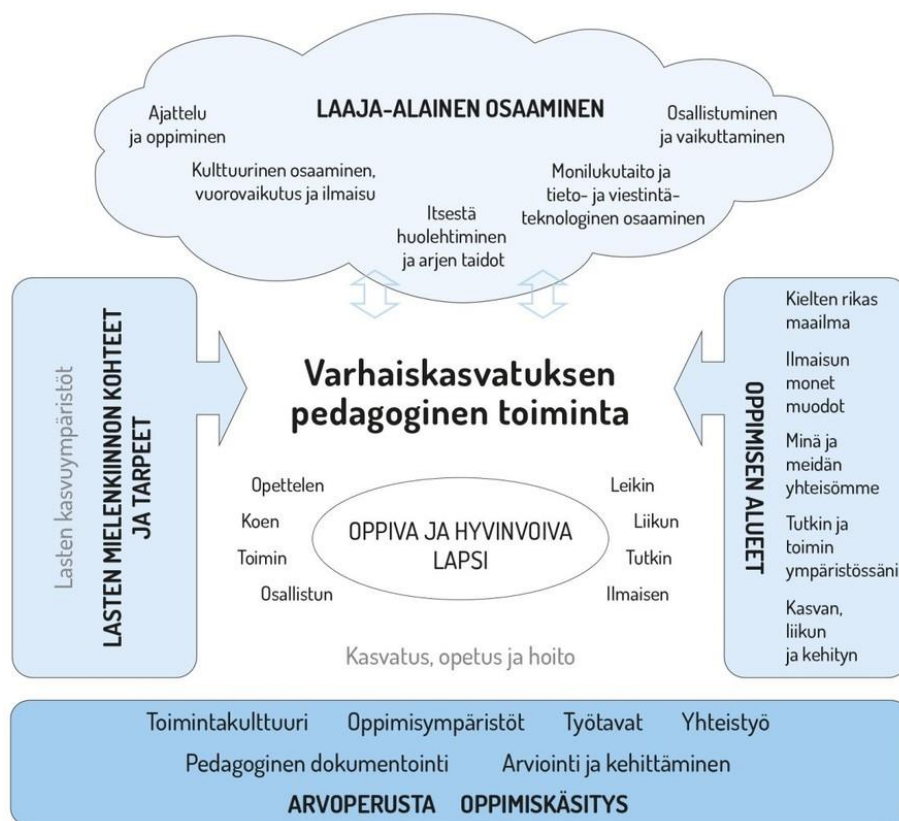 LAAJA-ALAINEN OSAAMINEN
Ajattelu
ja oppiminen
Kulttuurinen osaaminen,
vuorovaikutus ja ilmaisu
Itsestä
huolehtiminen
ja arjen taidot
Monilukutaito ja
tieto- ja viestintä-
teknologinen osaaminen
Osallistuminen
ja vaikuttaminen
Lasten kasvuympäristöt
LASTEN MIELENKIINNON KOHTEET
JA TARPEET
Varhaiskasvatuksen
pedagoginen toiminta
Opettelen
Koen
Toimin
Osallistun
OPPIVA JA HYVINVOIVA
LAPSI
Leikin
Liikun
Tutkin
Ilmaisen
Kasvatus, opetus ja hoito
OPPIMISEN ALUEET
Kielten rikas
maailma
Ilmaisun
monet
muodot
Minä ja
meidän
yhteisömme
Tutkin ja
toimin
ympäristössäni
Kasvan,
liikun
ja kehityn
Toimintakulttuuri Oppimisympäristöt Työtavat Yhteistyö
Pedagoginen dokumentointi Arviointi ja kehittäminen
ARVOPERUSTA OPPIMISKÄSITYS